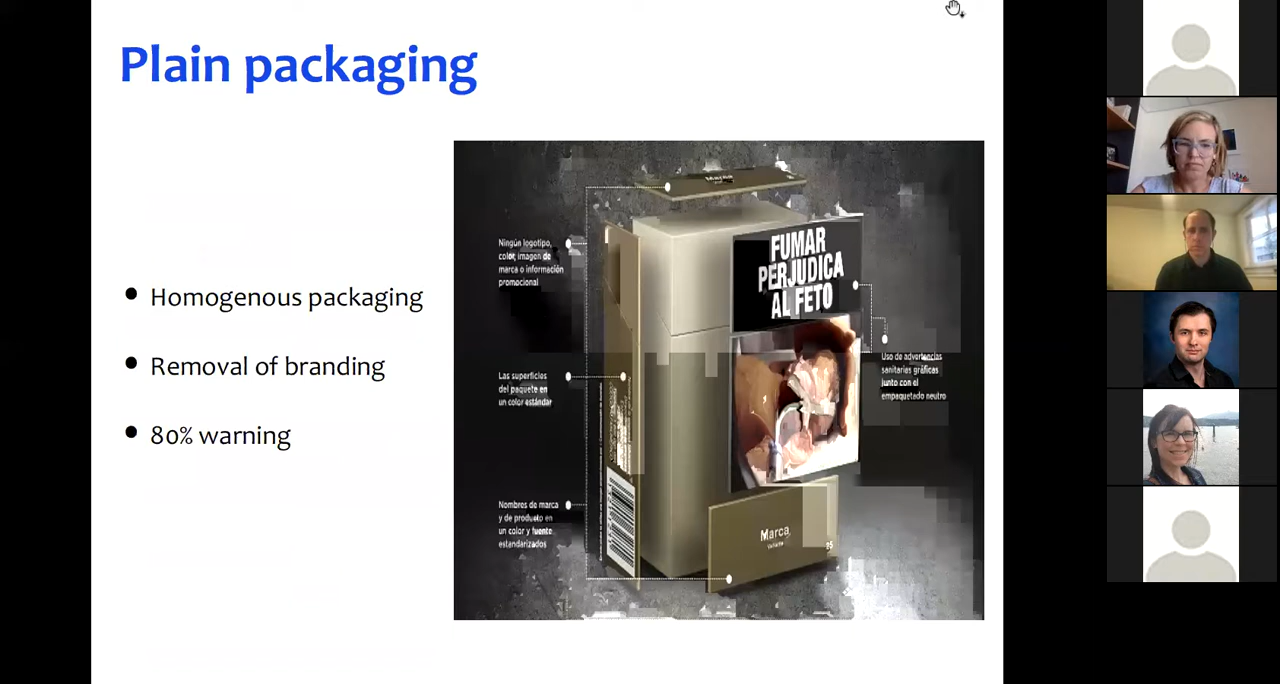 Plain packaging
Homogenous packaging
Removal of branding
80% warning
Ningún logotipo,
color, imagen de
marca o información
promocional
Las superficies
del paquete en
un color estándar
Nombres de marca
y de producto en
un color y fuente
estandarizados
FUMAR
PERJUDICA
AL FETO
Uso de advertencias
sanitarias gráficas
junto con el
empaquetado neutro
Marca
25